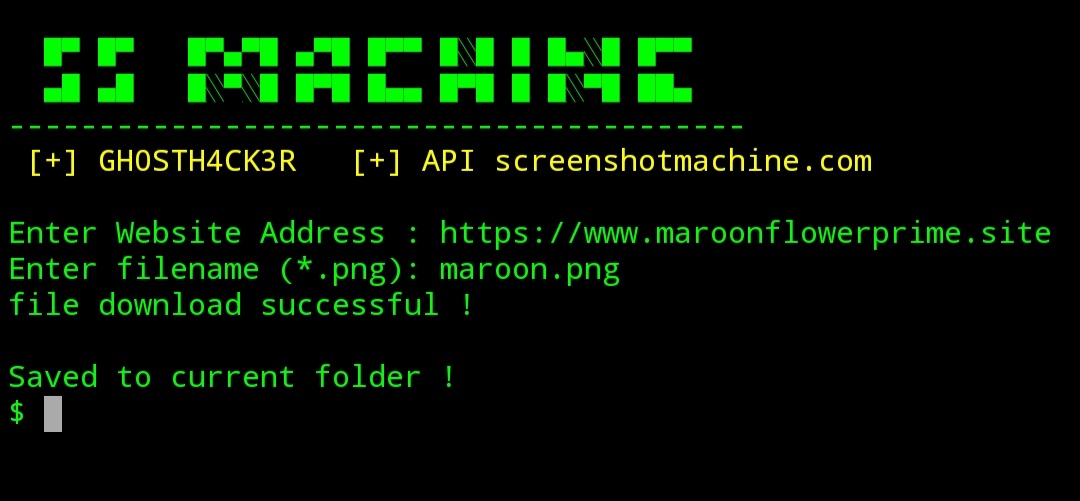 SS MACHINE
-----------------------------------------
[+] GHOSTH4CK3R [+] API screenshotmachine.com
Enter Website Address : https://www.maroonflowerprime.site
Enter filename (*.png): maroon.png
file download successful !
Saved to current folder !
$